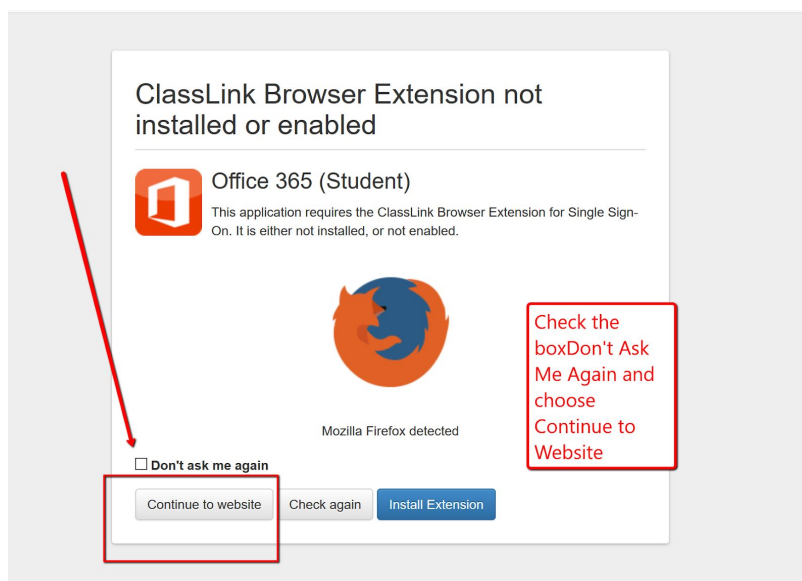 ClassLink Browser Extension not
installed or enabled
Office 365 (Student)
This application requires the ClassLink Browser Extension for Single Sign-
On. It is either not installed, or not enabled.
Mozilla Firefox detected
Check the
boxDon't Ask
Me Again and
choose
Continue to
Website
Don't ask me again
Continue to website
Check again
Install Extension